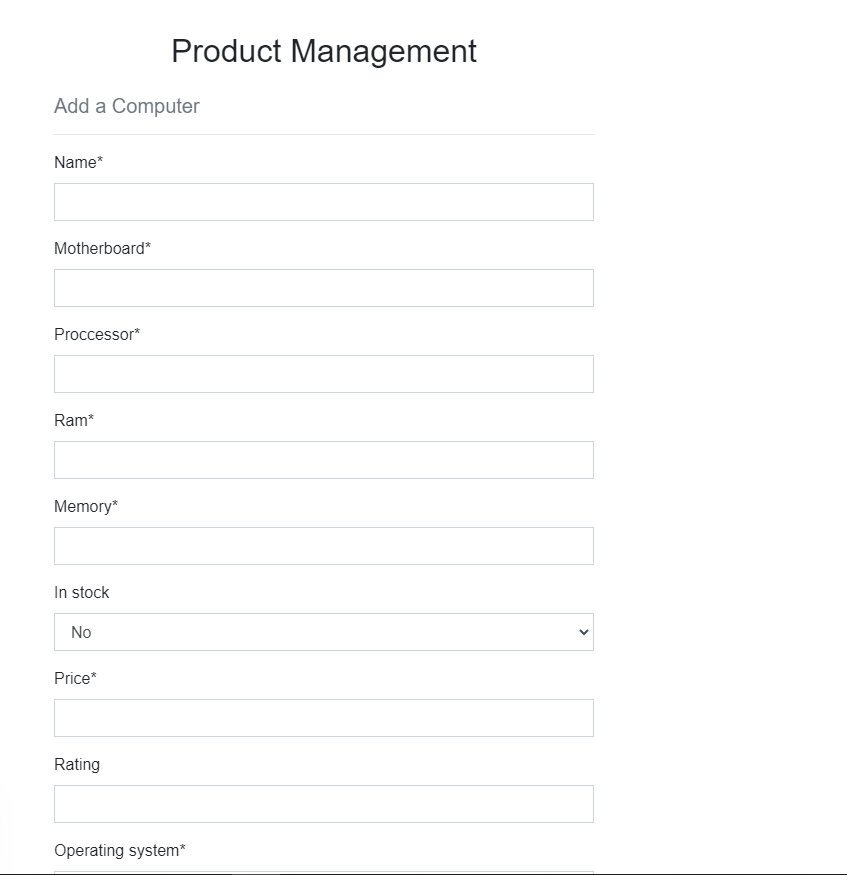 Product Management
Add a Computer
Name*
Motherboard*
Proccessor*
Ram*
Memory*
In stock
No
Price*
Rating
Operating system*